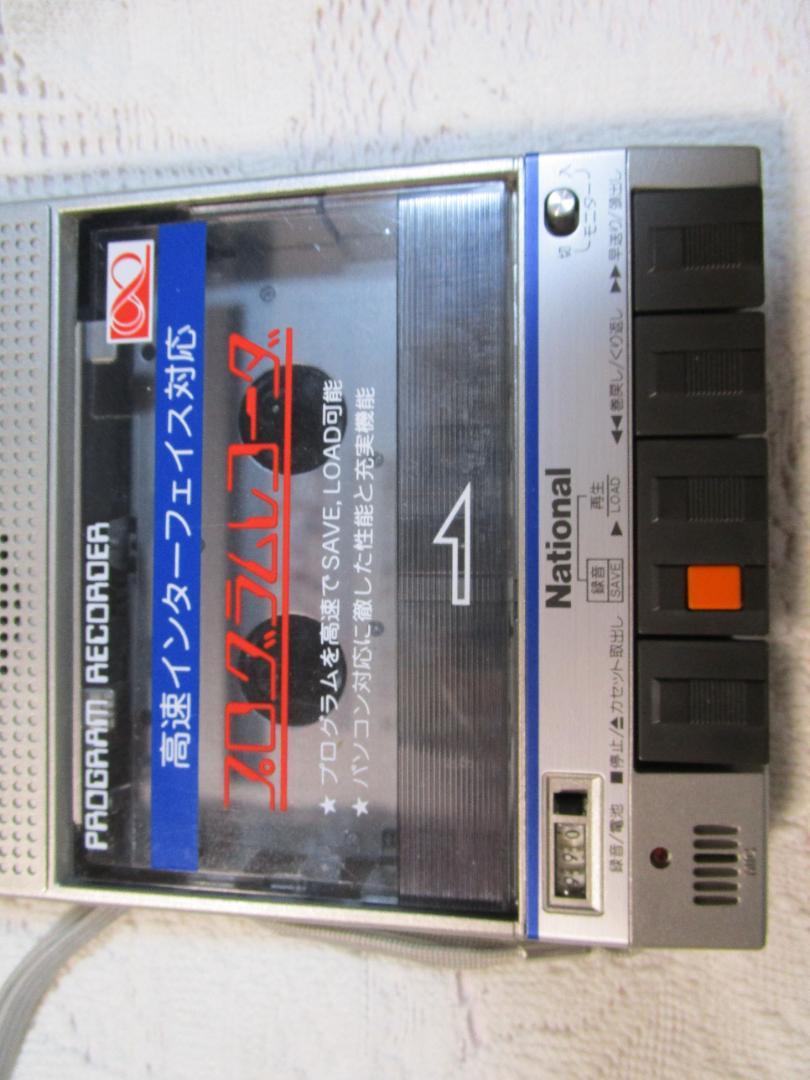 PROGRAM RECORDER
高速インターフェイス対応
プログラムレコーダ
★ プログラムを高速で SAVE, LOAD可能
★ パソコン対応に徹した性能と充実機能
National
切 入
モニター
録音/電池
■停止/⏏カセット取出し
録音
SAVE
再生
▶ LOAD
◀◀巻戻し/くり返し
▶▶早送り/頭出し